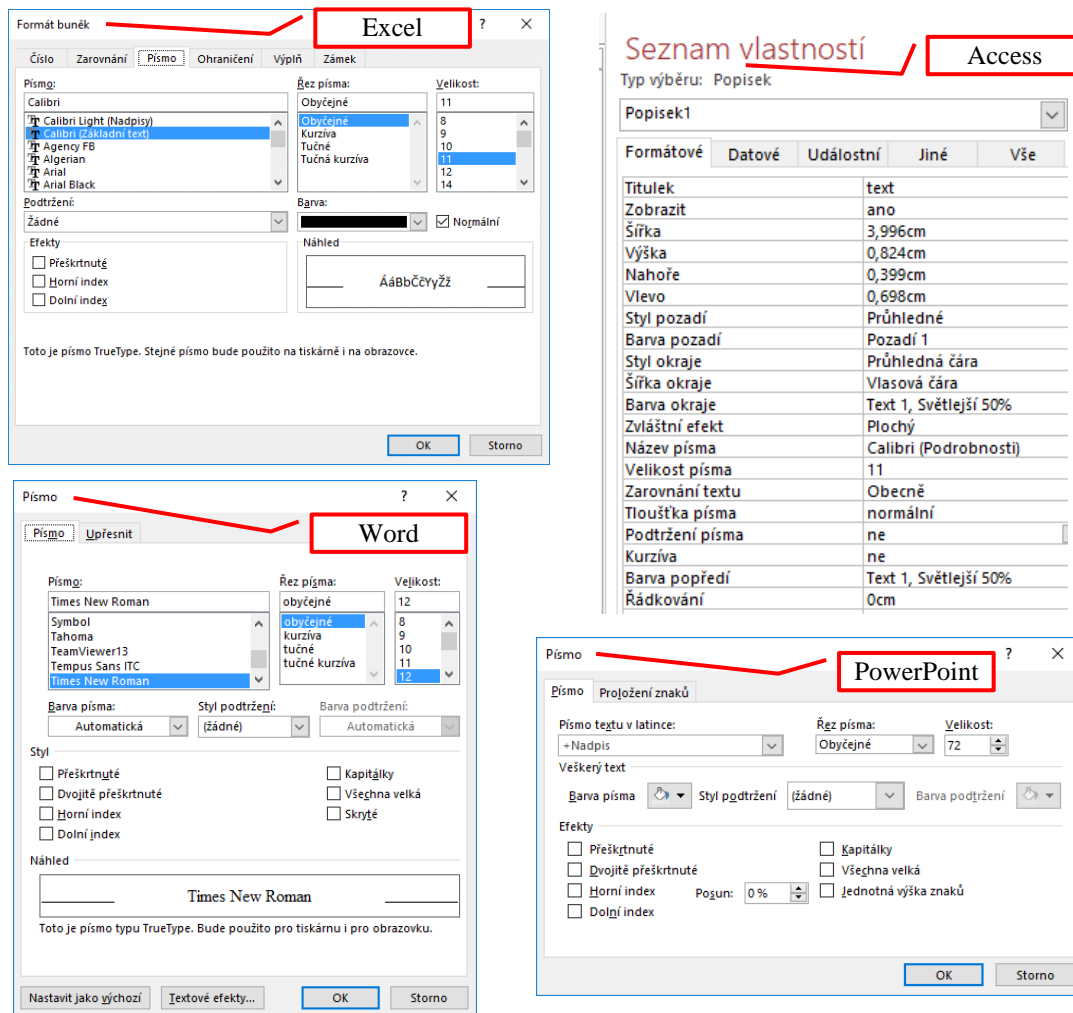 Formát buněk
Excel
?
Číslo Zarovnání Písmo Ohraničení Výplň Zámek
Písmo: Řez písma: Velikost:
Calibri Obyčejné 11
Calibri Light (Nadpisy) Obyčejné 8
Calibri (Základní text) Kurzíva 9
Agency FB Tučné 10
Algerian Tučná kurzíva 11
Arial 12
Arial Black 14
Podtržení: Barva:
Žádné Normální
Efekty Náhled
Přeškrtnuté
Horní index ÁáBbČčYyŽž
Dolní index
Toto je písmo TrueType. Stejné písmo bude použito na tiskárně i na obrazovce.
OK Storno
Seznam vlastností
Access
Typ výběru: Popisek
Popisek1
Formátové Datové Událostní Jiné Vše
Titulek text
Zobrazit ano
Šířka 3,996cm
Výška 0,824cm
Nahoře 0,399cm
Vlevo 0,698cm
Styl pozadí Průhledné
Barva pozadí Pozadí 1
Styl okraje Průhledná čára
Šířka okraje Vlasová čára
Barva okraje Text 1, Světlejší 50%
Zvláštní efekt Plochý
Název písma Calibri (Podrobnosti)
Velikost písma 11
Zarovnání textu Obecně
Tloušťka písma normální
Podtržení písma ne
Kurzíva ne
Barva popředí Text 1, Světlejší 50%
Řádkování 0cm
Písmo
?
Word
Písmo Upřesnit
Písmo: Řez písma: Velikost:
Times New Roman obyčejné 12
Symbol obyčejné 8
Tahoma kurzíva 9
TeamViewer13 tučné 10
Tempus Sans ITC tučné kurzíva 11
Times New Roman 12
Barva písma: Styl podtržení: Barva podtržení:
Automatická (žádné) Automatická
Styl
Přeškrtnuté Kapitálky
Dvojitě přeškrtnuté Všechna velká
Horní index Skryté
Dolní index
Náhled
Times New Roman
Toto je písmo typu TrueType. Bude použito pro tiskárnu i pro obrazovku.
Nastavit jako výchozí Textové efekty... OK Storno
Písmo
?
PowerPoint
Písmo Proložení znaků
Písmo textu v latince: Řez písma: Velikost:
+Nadpis Obyčejné 72
Veškerý text
Barva písma Styl podtržení (žádné) Barva podtržení
Efekty
Přeškrtnuté Kapitálky
Dvojitě přeškrtnuté Všechna velká
Horní index Posun: 0 % Jednotná výška znaků
Dolní index
OK Storno